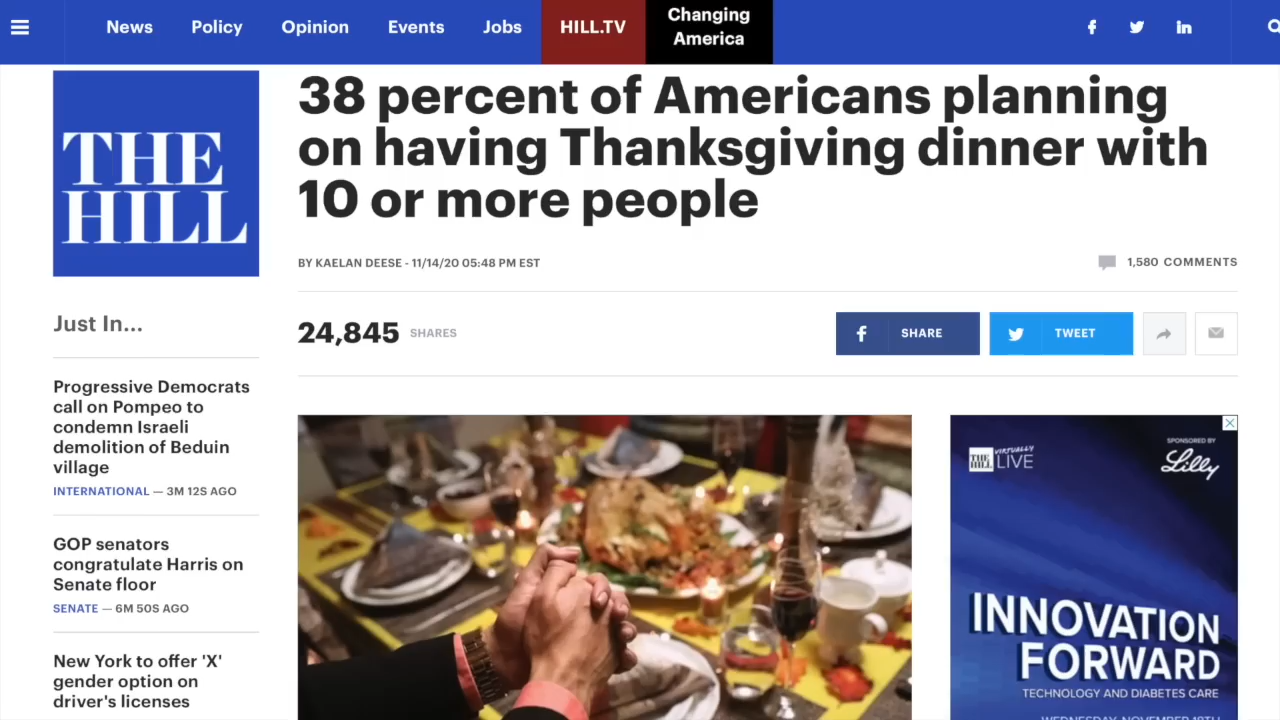 News Policy Opinion Events Jobs HILL.TV Changing
America
THE
HILL
38 percent of Americans planning
on having Thanksgiving dinner with
10 or more people
BY KAELAN DEESE - 11/14/20 05:48 PM EST
1,580 COMMENTS
24,845 SHARES
SHARE
TWEET
Just In...
Progressive Democrats
call on Pompeo to
condemn Israeli
demolition of Beduin
village
INTERNATIONAL — 3M 12S AGO
GOP senators
congratulate Harris on
Senate floor
SENATE — 6M 50S AGO
New York to offer 'X'
gender option on
driver's licenses
THE
HILL
VIRTUALLY
LIVE
SPONSORED BY
Lilly
INNOVATION
FORWARD
TECHNOLOGY AND DIABETES CARE
WEDNESDAY, NOVEMBER 18TH